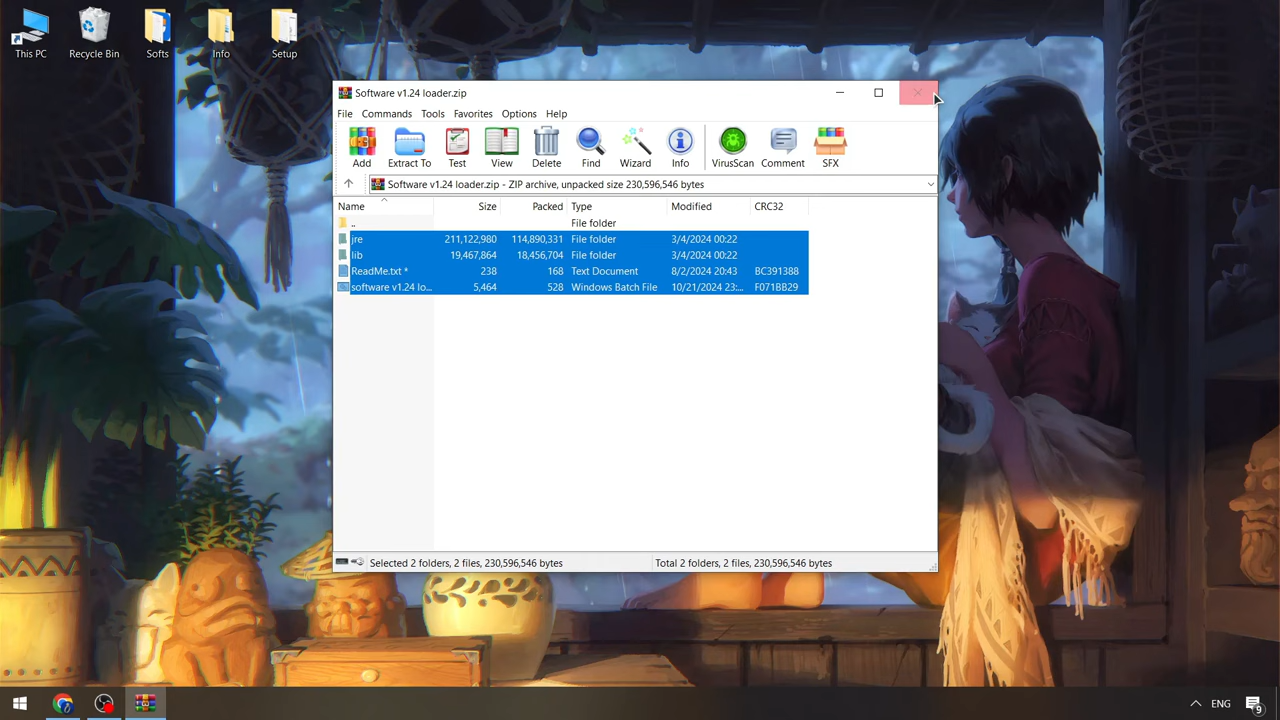 This PC
Recycle Bin
Softs
Info
Setup
Software v1.24 loader.zip
File Commands Tools Favorites Options Help
Add Extract To Test View Delete Find Wizard Info VirusScan Comment SFX
Software v1.24 loader.zip - ZIP archive, unpacked size 230,596,546 bytes
Name Size Packed Type Modified CRC32
.. File folder
jre 211,122,980 114,890,331 File folder 3/4/2024 00:22
lib 19,467,864 18,456,704 File folder 3/4/2024 00:22
ReadMe.txt * 238 168 Text Document 8/2/2024 20:43 BC391388
software v1.24 lo... 5,464 528 Windows Batch File 10/21/2024 23:... F071BB29
Selected 2 folders, 2 files, 230,596,546 bytes
Total 2 folders, 2 files, 230,596,546 bytes
ENG
9